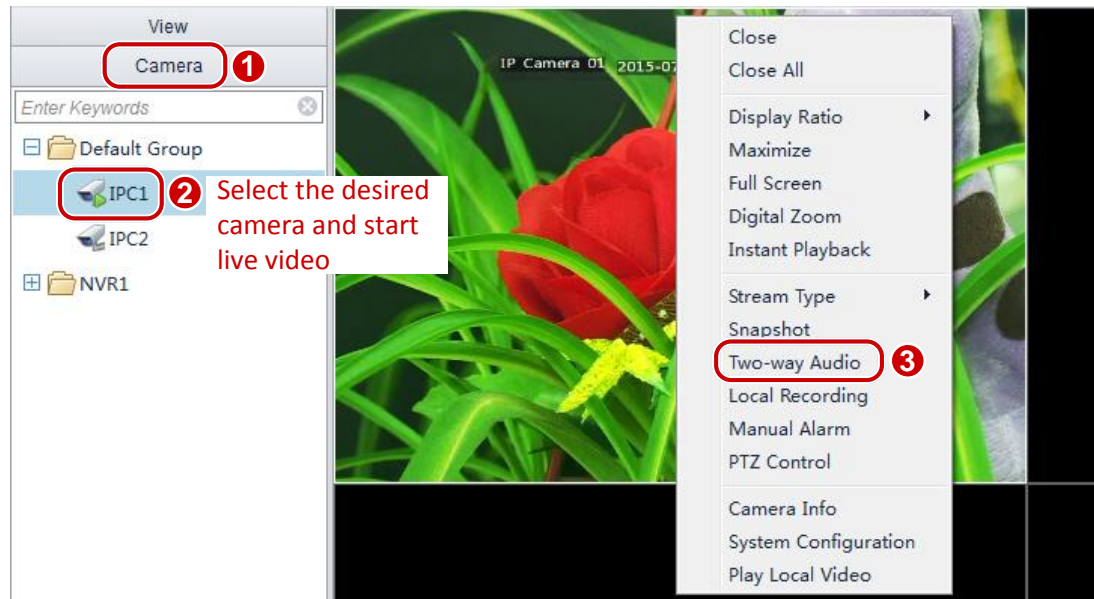 View
Camera
1
Enter Keywords
Default Group
IPC1
2
Select the desired
camera and start
live video
IPC2
NVR1
IP Camera 01 2015-07
Close
Close All
Display Ratio
Maximize
Full Screen
Digital Zoom
Instant Playback
Stream Type
Snapshot
Two-way Audio
3
Local Recording
Manual Alarm
PTZ Control
Camera Info
System Configuration
Play Local Video